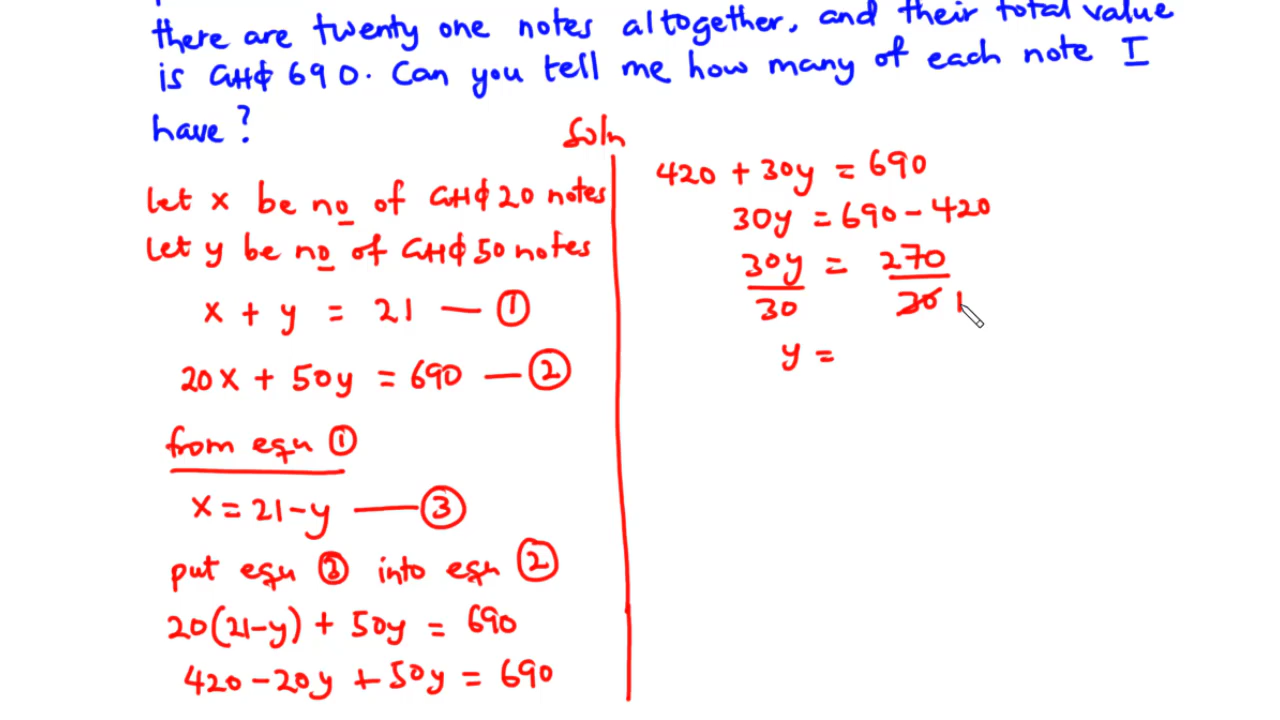 there are twenty one notes altogether, and their total value
is GH₵ 690. Can you tell me how many of each note I
have?
Soln
let x be no of GH₵ 20 notes
let y be no of GH₵ 50 notes
x + y = 21 — ①
20x + 50y = 690 — ②
from eqn ①
x = 21 - y — ③
put eqn ③ into eqn ②
20(21-y) + 50y = 690
420 - 20y + 50y = 690
420 + 30y = 690
30y = 690 - 420
30y = 270
30 30 1
y =